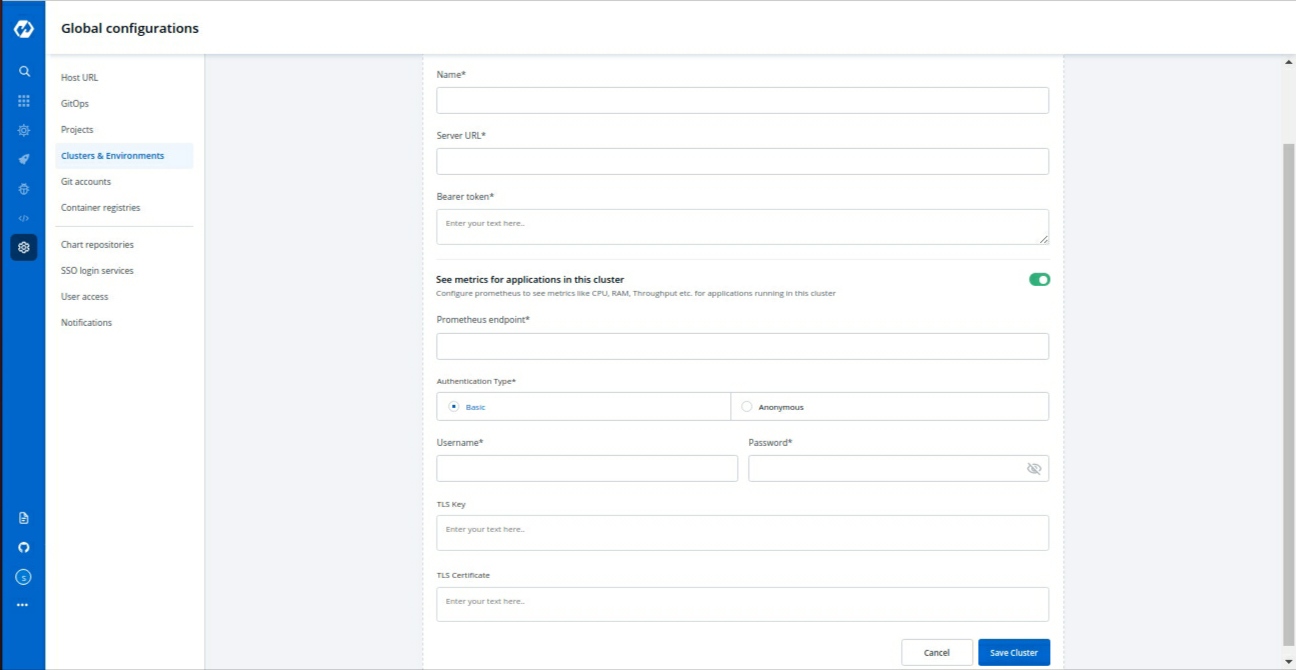 Global configurations
Host URL
GitOps
Projects
Clusters & Environments
Git accounts
Container registries
Chart repositories
SSO login services
User access
Notifications
Name*
Server URL*
Bearer token*
Enter your text here..
See metrics for applications in this cluster
Configure prometheus to see metrics like CPU, RAM, Throughput etc. for applications running in this cluster
Prometheus endpoint*
Authentication Type*
Basic Anonymous
Username* Password*
TLS Key
Enter your text here..
TLS Certificate
Enter your text here..
S
Cancel Save Cluster